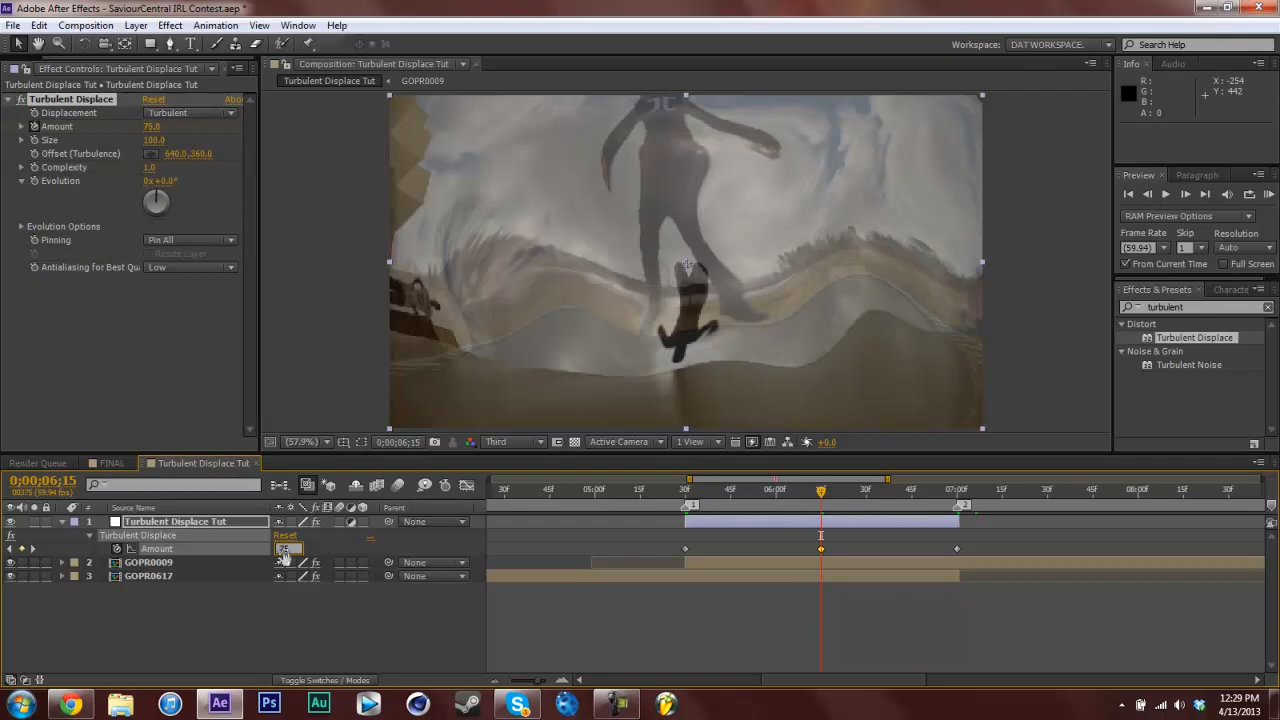 Adobe After Effects - SaviourCentral IRL Contest.aep *
File Edit Composition Layer Effect Animation View Window Help
Workspace: DAT WORKSPACE. Search Help
Effect Controls: Turbulent Displace Tut
Turbulent Displace Tut • Turbulent Displace Tut
Turbulent Displace Reset Abo
Displacement Turbulent
Amount 75.0
Size 100.0
Offset (Turbulence) 640.0,360.0
Complexity 1.0
Evolution 0x+0.0°
Evolution Options
Pinning Pin All
Resize Layer
Antialiasing for Best Qua Low
Composition: Turbulent Displace Tut
Turbulent Displace Tut GOPR0009
(57.9%) 0;00;06;15 Third Active Camera 1 View +0.0
Info Audio
R: X: -254
G: Y: 442
B:
A: 0
Preview Paragraph
RAM Preview Options
Frame Rate Skip Resolution
(59.94) 1 Auto
From Current Time Full Screen
Effects & Presets Characte
turbulent
Distort
Turbulent Displace
Noise & Grain
Turbulent Noise
Render Queue FINAL Turbulent Displace Tut
0;00;06;15
00375 (59.94 fps)
30f 45f 05:00f 15f 30f 45f 06:00f 15f 30f 45f 07:00f 15f 30f 45f
# Source Name Parent
1 2
1 Turbulent Displace Tut None
Turbulent Displace Reset ...
Amount 75
2 GOPR0009 None
3 GOPR0617 None
Toggle Switches / Modes
Ae Ps Au
12:29 PM
4/13/2013